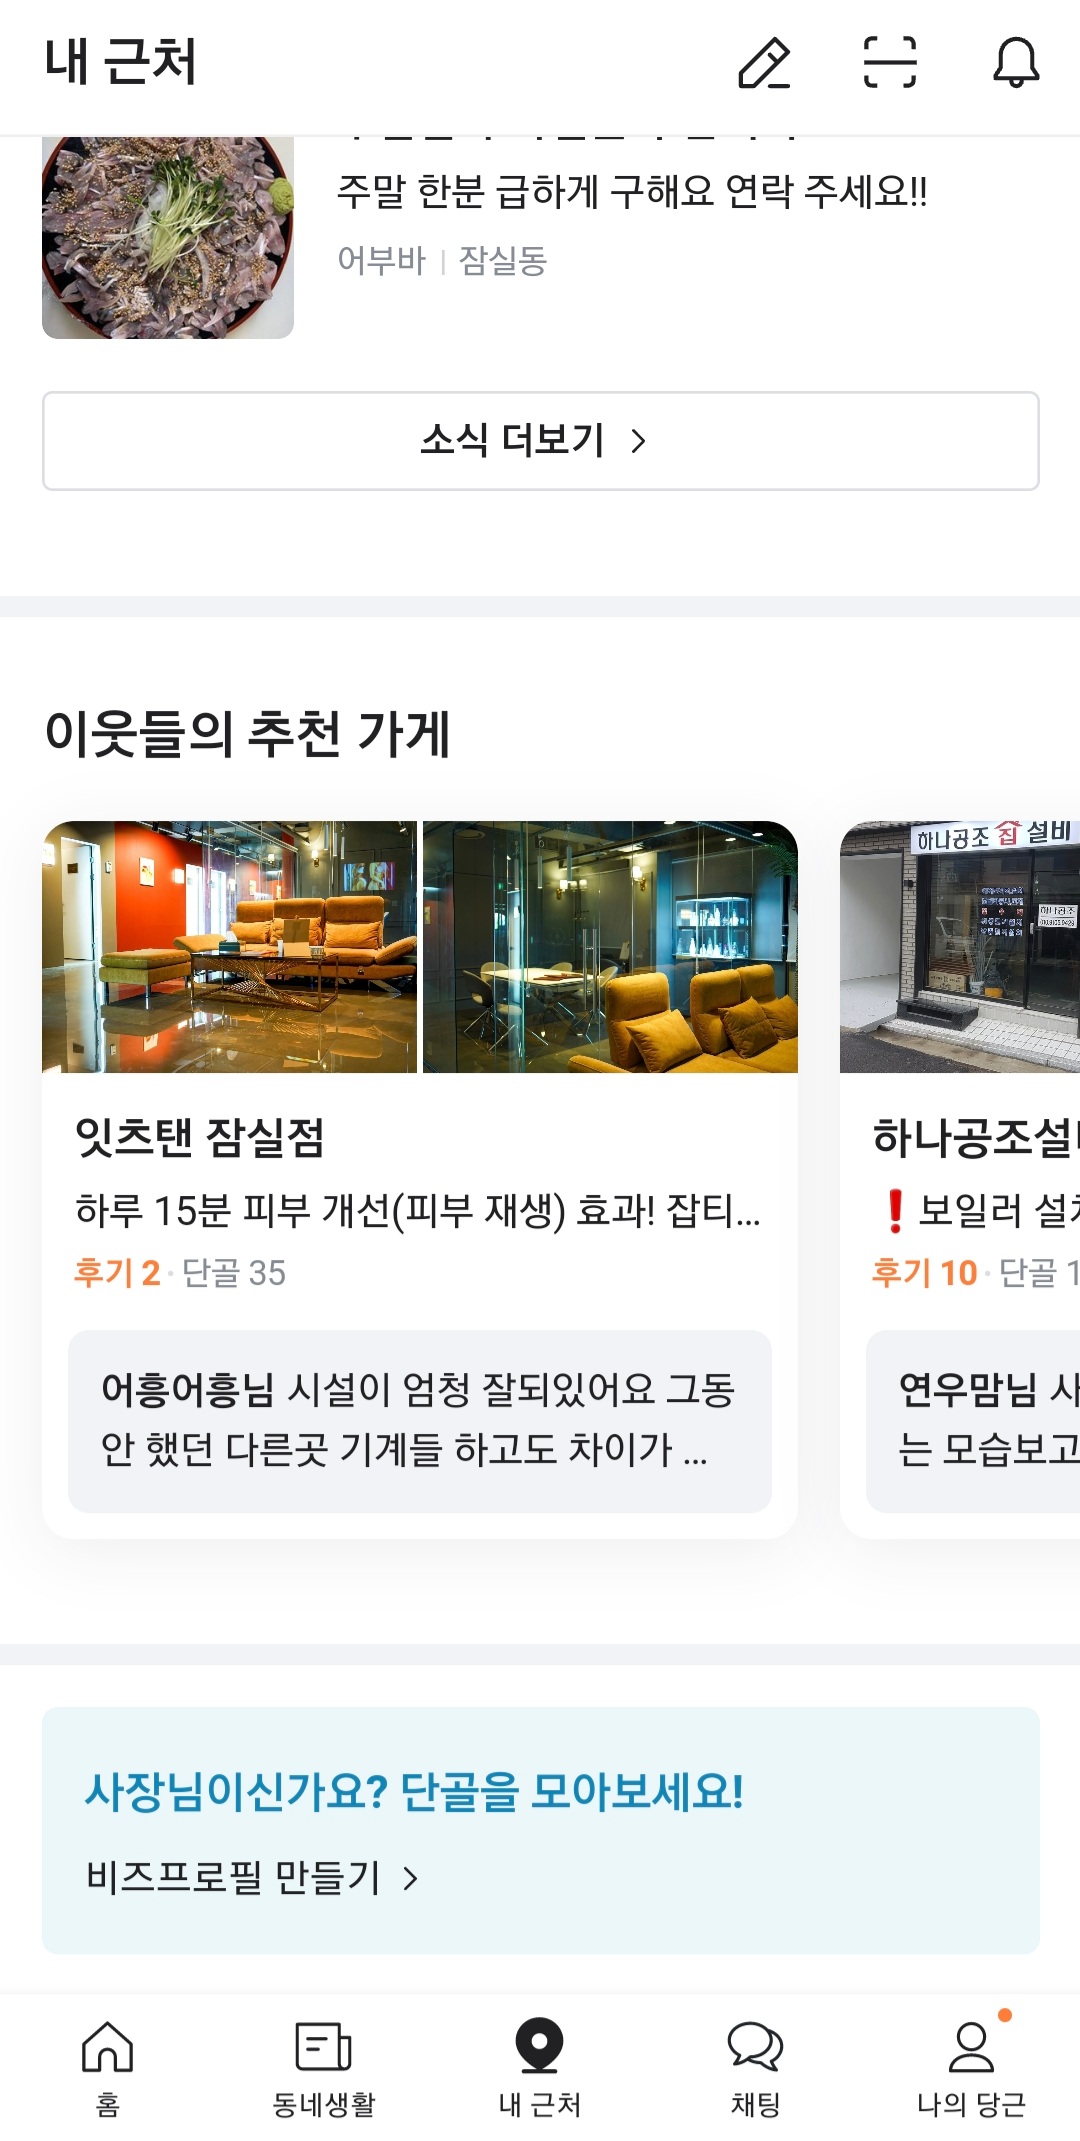 내 근처
주말 한분 급하게 구해요 연락 주세요!!
어부바 | 잠실동
소식 더보기 >
이웃들의 추천 가게
하나공조 집 설비
하나공조
잇츠탠 잠실점
하루 15분 피부 개선(피부 재생) 효과! 잡티...
후기 2 · 단골 35
어흥어흥님 시설이 엄청 잘되있어요 그동
안 했던 다른곳 기계들 하고도 차이가 ...
하나공조설
❗보일러 설치
후기 10 · 단골 1
연우맘님 사
는 모습보고
사장님이신가요? 단골을 모아보세요!
비즈프로필 만들기 >
홈
동네생활
내 근처
채팅
나의 당근